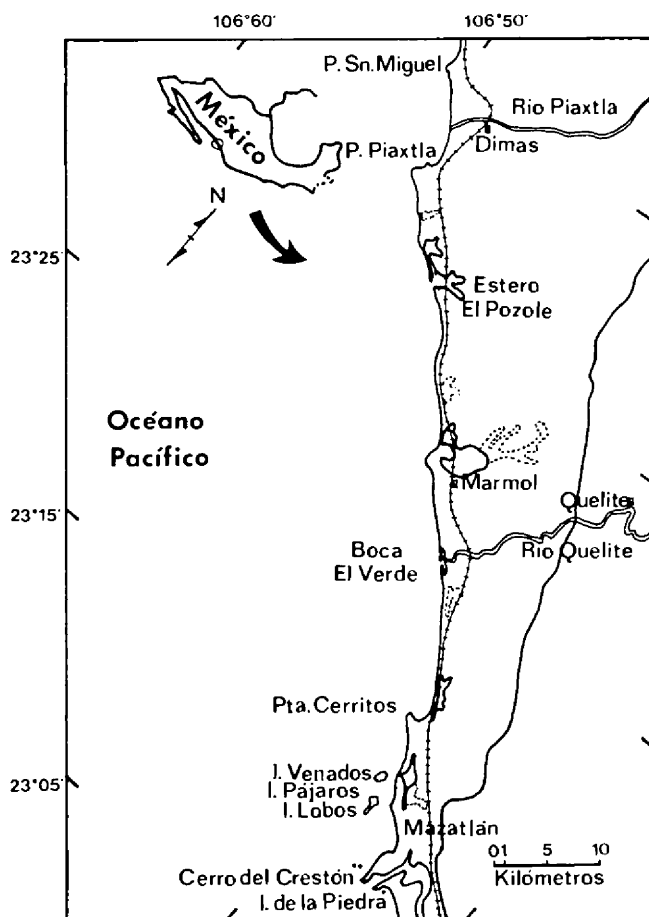 106°60' 106°50'
P. Sn. Miguel
México
Rio Piaxtla
P. Piaxtla
Dimas
N
23°25'
Estero
El Pozole
Océano
Pacífico
Marmol
Quelite
23°15'
Boca
El Verde
Rio Quelite
Pta. Cerritos
I. Venados
23°05'
I. Pájaros
I. Lobos
Mazatlán
01 5 10
Kilómetros
Cerro del Crestón
I. de la Piedra